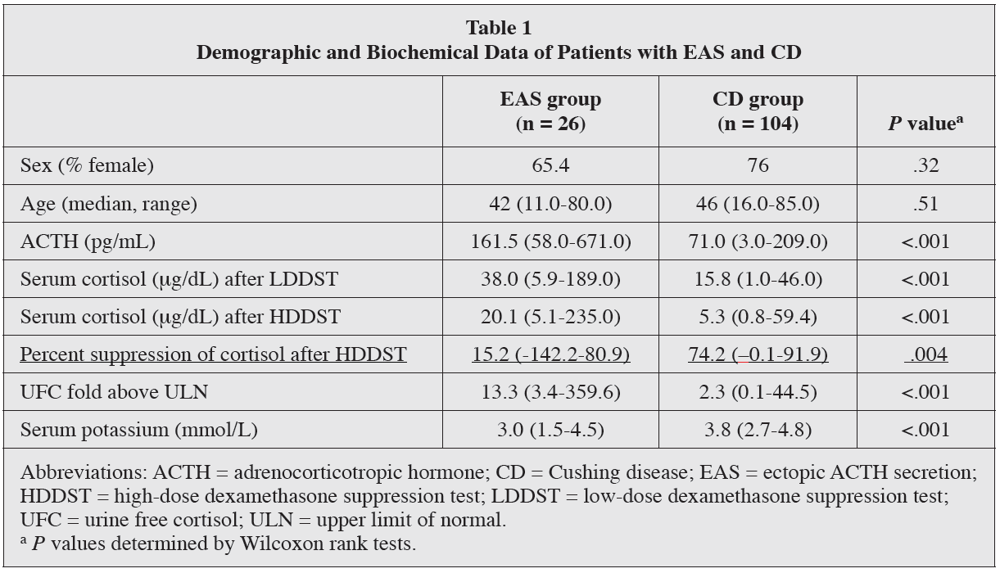 Table 1
Demographic and Biochemical Data of Patients with EAS and CD
EAS group (n = 26) CD group (n = 104) P valueᵃ
Sex (% female) 65.4 76 .32
Age (median, range) 42 (11.0-80.0) 46 (16.0-85.0) .51
ACTH (pg/mL) 161.5 (58.0-671.0) 71.0 (3.0-209.0) <.001
Serum cortisol (μg/dL) after LDDST 38.0 (5.9-189.0) 15.8 (1.0-46.0) <.001
Serum cortisol (μg/dL) after HDDST 20.1 (5.1-235.0) 5.3 (0.8-59.4) <.001
Percent suppression of cortisol after HDDST 15.2 (-142.2-80.9) 74.2 (–0.1-91.9) .004
UFC fold above ULN 13.3 (3.4-359.6) 2.3 (0.1-44.5) <.001
Serum potassium (mmol/L) 3.0 (1.5-4.5) 3.8 (2.7-4.8) <.001
Abbreviations: ACTH = adrenocorticotropic hormone; CD = Cushing disease; EAS = ectopic ACTH secretion;
HDDST = high-dose dexamethasone suppression test; LDDST = low-dose dexamethasone suppression test;
UFC = urine free cortisol; ULN = upper limit of normal.
ᵃ P values determined by Wilcoxon rank tests.